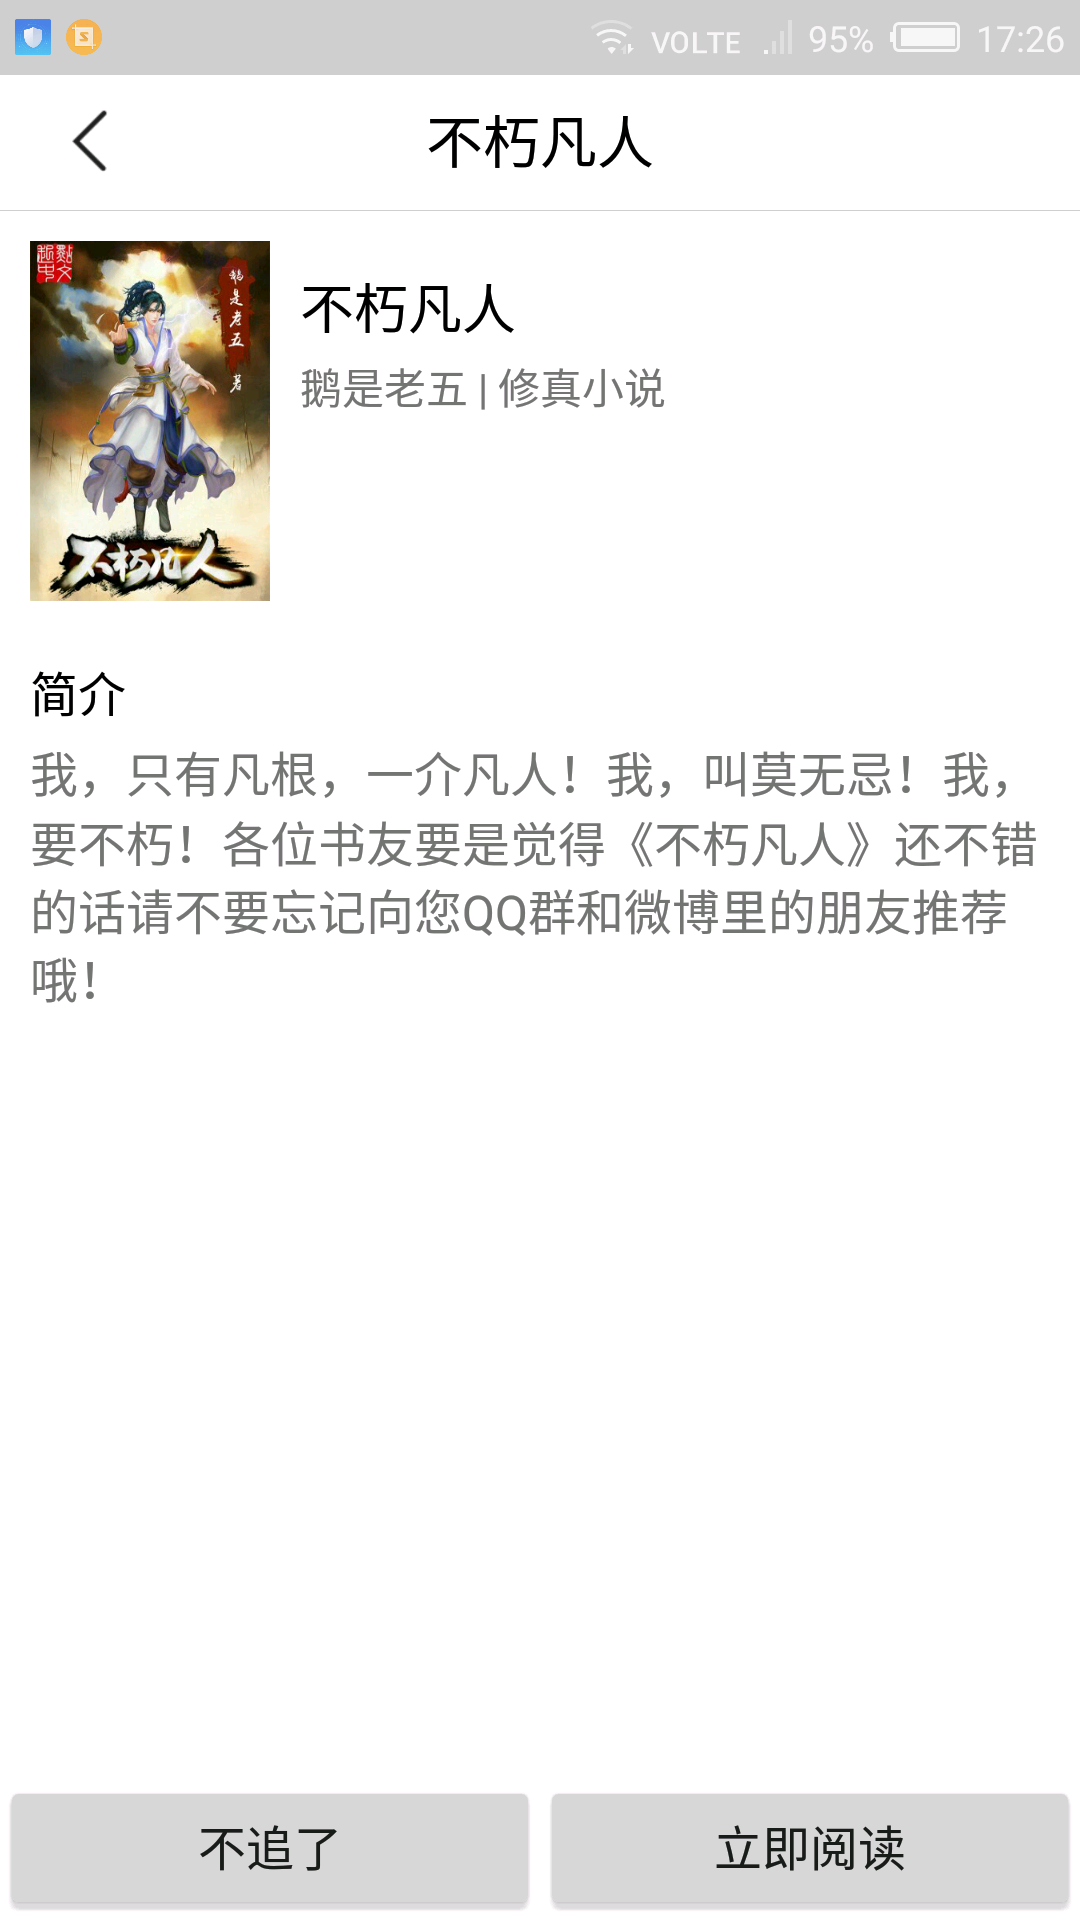 VOLTE 95% 17:26
不朽凡人
起點
中文
鹅是老五 著
不朽凡人
不朽凡人
鹅是老五 | 修真小说
简介
我，只有凡根，一介凡人！我，叫莫无忌！我，
要不朽！各位书友要是觉得《不朽凡人》还不错
的话请不要忘记向您QQ群和微博里的朋友推荐
哦！
不追了
立即阅读